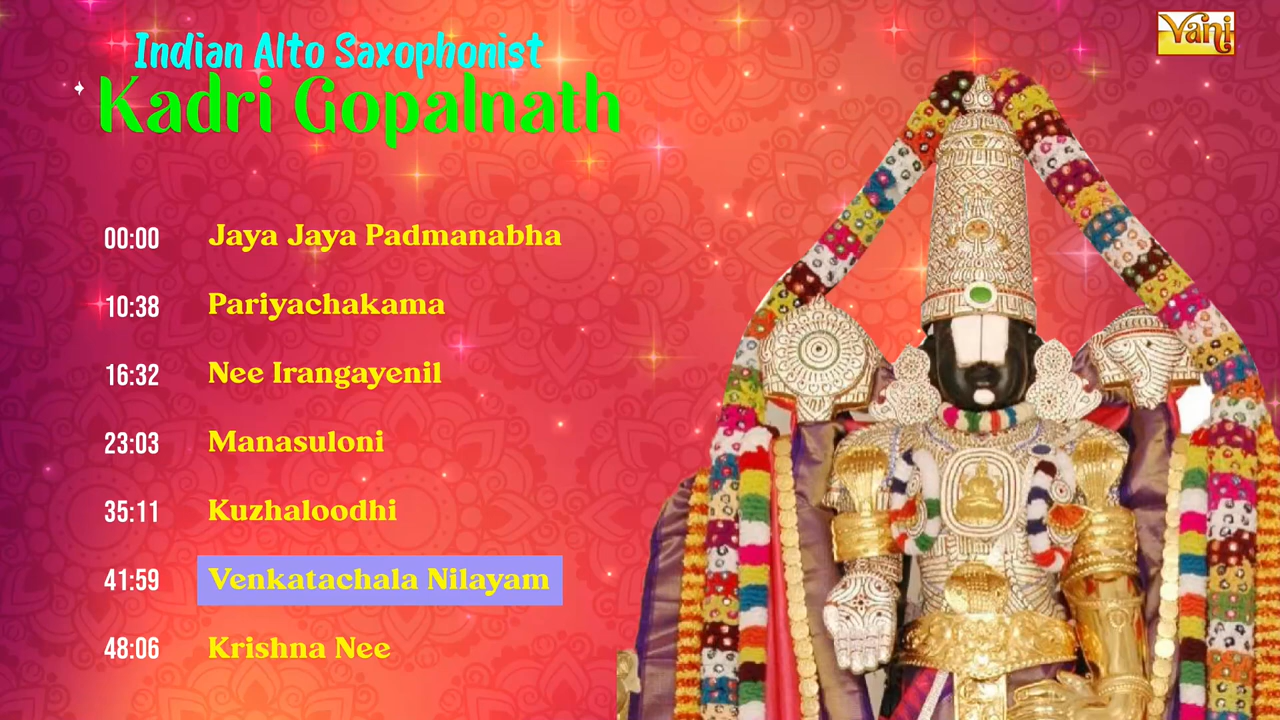 Vani
Indian Alto Saxophonist
Kadri Gopalnath
00:00 Jaya Jaya Padmanabha
10:38 Pariyachakama
16:32 Nee Irangayenil
23:03 Manasuloni
35:11 Kuzhaloodhi
41:59 Venkatachala Nilayam
48:06 Krishna Nee